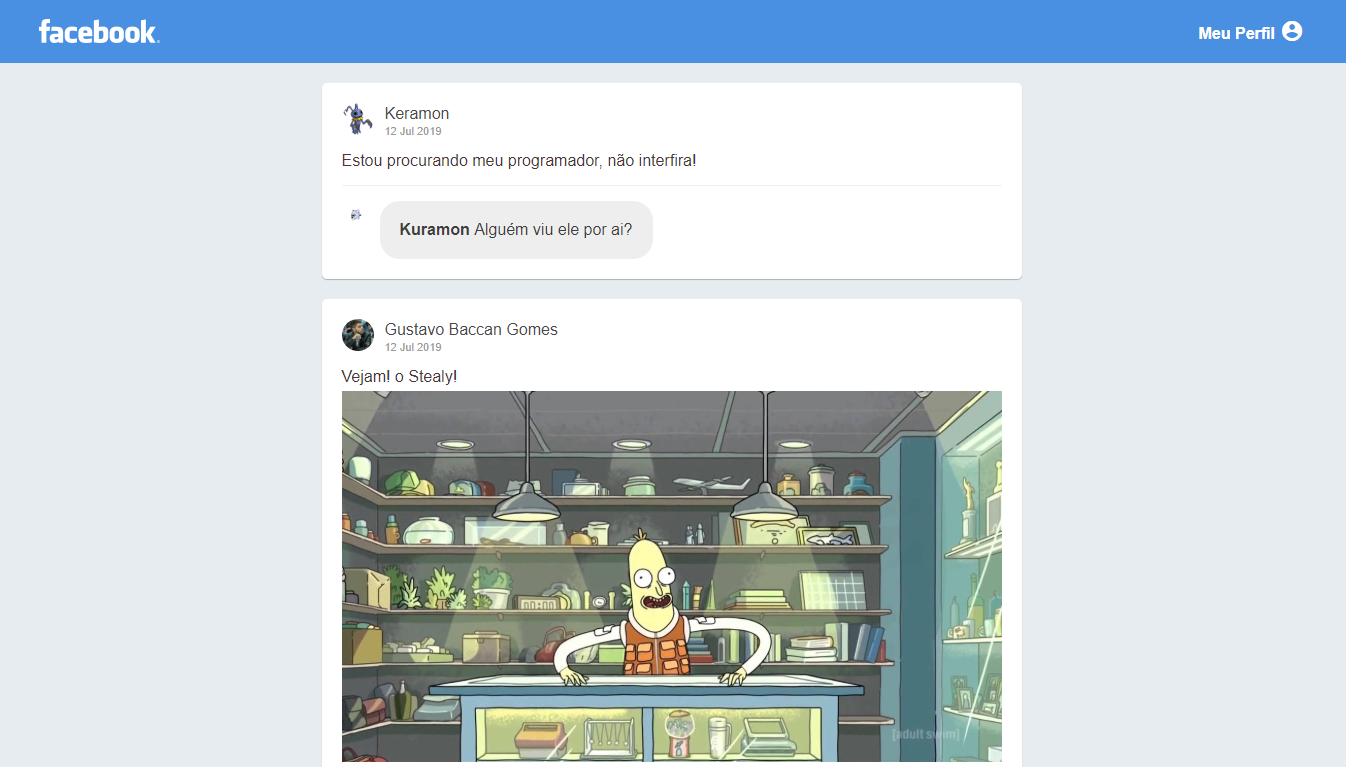 facebook.
Meu Perfil
Keramon
12 Jul 2019
Estou procurando meu programador, não interfira!
Kuramon Alguém viu ele por ai?
Gustavo Baccan Gomes
12 Jul 2019
Vejam! o Stealy!
[adult swim]